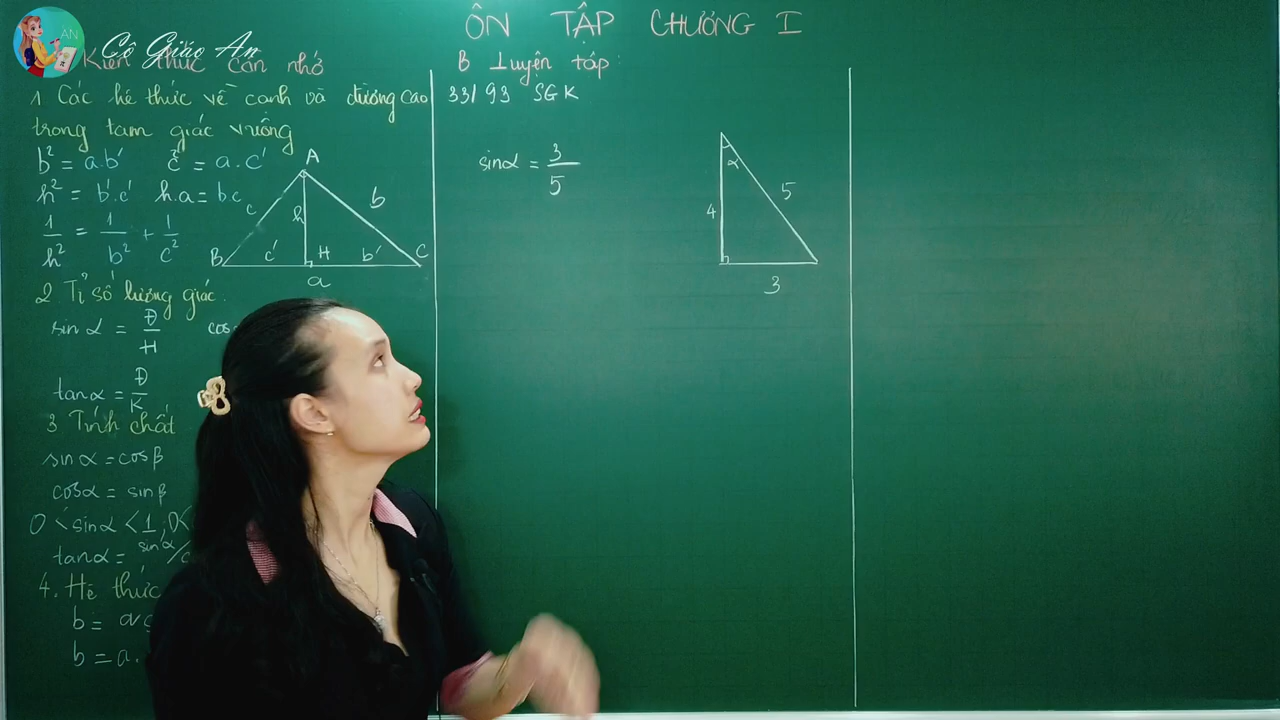 ÔN TẬP CHƯƠNG I
Cô Giáo An
AN
Kiến thức cần nhớ
1 Các hệ thức về cạnh và đường cao
trong tam giác vuông
b² = a.b' c² = a.c'
h² = b'.c' h.a = b.c
1/h² = 1/b² + 1/c²
A
c
h
b
B
c'
H
b'
C
a
2 Tỉ số lượng giác.
sin α = Đ/H cos
tan α = Đ/K
3 Tính chất
sin α = cos β
cos α = sin β
0 < sin α < 1, 0 <
tan α = sin α/c
4. Hệ thức
b = a
b = a.
B Luyện tập:
33/93 SGK
sin α = 3/5
α
4
5
3